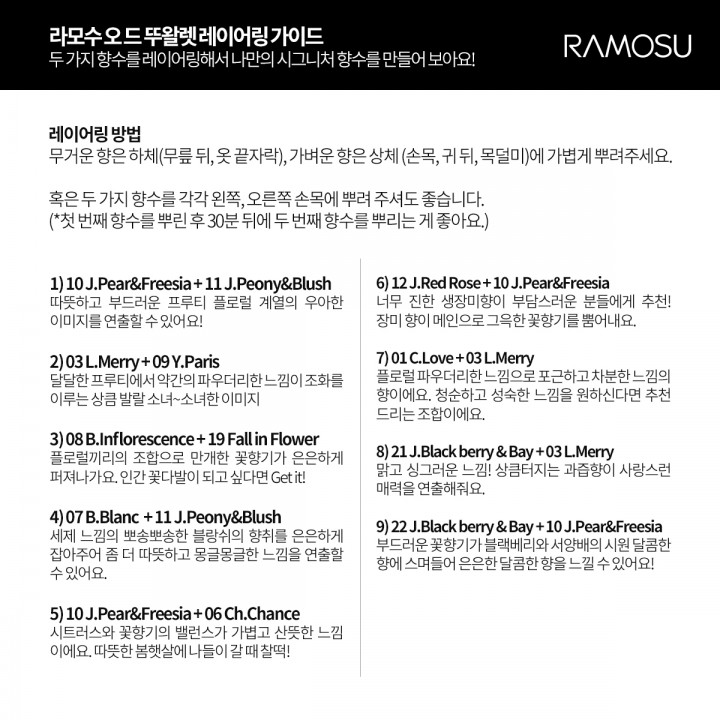 라모수 오 드 뚜왈렛 레이어링 가이드
두 가지 향수를 레이어링해서 나만의 시그니처 향수를 만들어 보아요!
RAMOSU
레이어링 방법
무거운 향은 하체(무릎 뒤, 옷 끝자락), 가벼운 향은 상체 (손목, 귀 뒤, 목덜미)에 가볍게 뿌려주세요.
혹은 두 가지 향수를 각각 왼쪽, 오른쪽 손목에 뿌려 주셔도 좋습니다.
(*첫 번째 향수를 뿌린 후 30분 뒤에 두 번째 향수를 뿌리는 게 좋아요.)
1) 10 J.Pear&Freesia + 11 J.Peony&Blush
따뜻하고 부드러운 프루티 플로럴 계열의 우아한
이미지를 연출할 수 있어요!
2) 03 L.Merry + 09 Y.Paris
달달한 프루티에서 약간의 파우더리한 느낌이 조화를
이루는 상큼 발랄 소녀~소녀한 이미지
3) 08 B.Inflorescence + 19 Fall in Flower
플로럴끼리의 조합으로 만개한 꽃향기가 은은하게
퍼져나가요. 인간 꽃다발이 되고 싶다면 Get it!
4) 07 B.Blanc + 11 J.Peony&Blush
세제 느낌의 뽀송뽀송한 블랑쉬의 향취를 은은하게
잡아주어 좀 더 따뜻하고 몽글몽글한 느낌을 연출할
수 있어요.
5) 10 J.Pear&Freesia + 06 Ch.Chance
시트러스와 꽃향기의 밸런스가 가볍고 산뜻한 느낌
이에요. 따뜻한 봄햇살에 나들이 갈 때 찰떡!
6) 12 J.Red Rose + 10 J.Pear&Freesia
너무 진한 생장미향이 부담스러운 분들에게 추천!
장미 향이 메인으로 그윽한 꽃향기를 뿜어내요.
7) 01 C.Love + 03 L.Merry
플로럴 파우더리한 느낌으로 포근하고 차분한 느낌의
향이에요. 청순하고 성숙한 느낌을 원하신다면 추천
드리는 조합이에요.
8) 21 J.Black berry & Bay + 03 L.Merry
맑고 싱그러운 느낌! 상큼터지는 과즙향이 사랑스런
매력을 연출해줘요.
9) 22 J.Black berry & Bay + 10 J.Pear&Freesia
부드러운 꽃향기가 블랙베리와 서양배의 시원 달콤한
향에 스며들어 은은한 달콤한 향을 느낄 수 있어요!